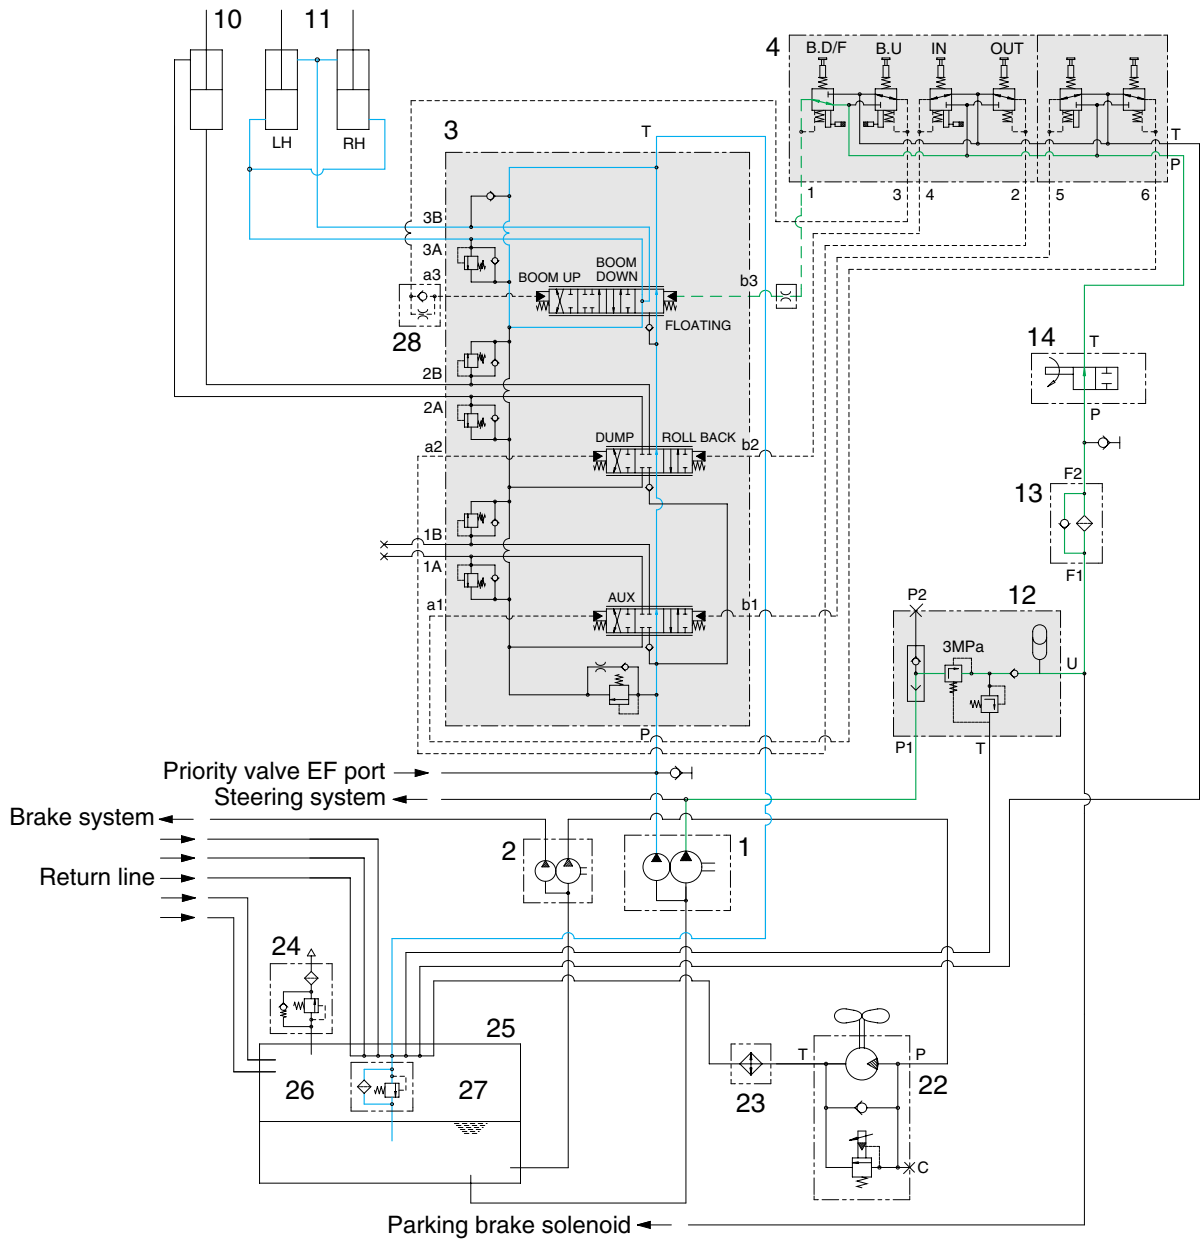 10
11
4
B.D/F
B.U
IN
OUT
LH
RH
3
T
T
P
1
3
4
2
5
6
3B
3A
a3
BOOM UP
BOOM
DOWN
b3
FLOATING
28
14
T
P
2B
2A
a2
DUMP
ROLL BACK
b2
F2
13
F1
1B
1A
a1
AUX
b1
P2
12
3MPa
U
P
P1
T
Priority valve EF port
Steering system
Brake system
2
1
Return line
24
25
26
27
T
P
23
22
C
Parking brake solenoid